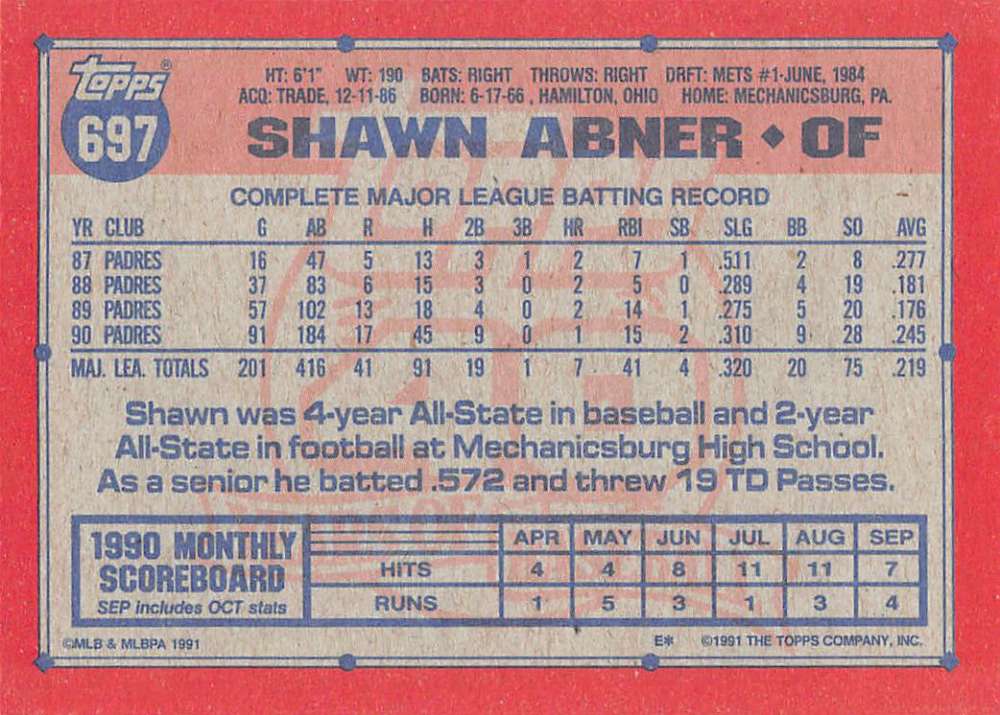 topps®
697
HT: 6'1" WT: 190 BATS: RIGHT THROWS: RIGHT DRFT: METS #1-JUNE, 1984
ACQ: TRADE, 12-11-86 BORN: 6-17-66 , HAMILTON, OHIO HOME: MECHANICSBURG, PA.
SHAWN ABNER ◆ OF
COMPLETE MAJOR LEAGUE BATTING RECORD
YR CLUB G AB R H 2B 3B HR RBI SB SLG BB SO AVG
87 PADRES 16 47 5 13 3 1 2 7 1 .511 2 8 .277
88 PADRES 37 83 6 15 3 0 2 5 0 .289 4 19 .181
89 PADRES 57 102 13 18 4 0 2 14 1 .275 5 20 .176
90 PADRES 91 184 17 45 9 0 1 15 2 .310 9 28 .245
MAJ. LEA. TOTALS 201 416 41 91 19 1 7 41 4 .320 20 75 .219
Shawn was 4-year All-State in baseball and 2-year
All-State in football at Mechanicsburg High School.
As a senior he batted .572 and threw 19 TD Passes.
1990 MONTHLY
SCOREBOARD
SEP includes OCT stats
APR MAY JUN JUL AUG SEP
HITS 4 4 8 11 11 7
RUNS 1 5 3 1 3 4
©MLB & MLBPA 1991 E* ©1991 THE TOPPS COMPANY, INC.